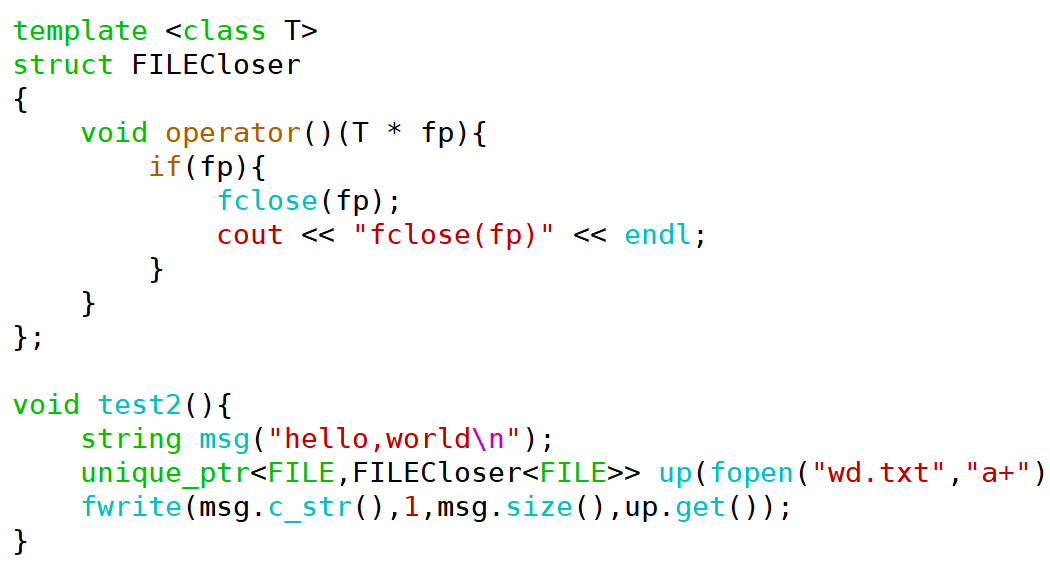 template <class T>
struct FILECloser
{
    void operator()(T * fp){
        if(fp){
            fclose(fp);
            cout << "fclose(fp)" << endl;
        }
    }
};

void test2(){
    string msg("hello,world\n");
    unique_ptr<FILE,FILECloser<FILE>> up(fopen("wd.txt","a+")
    fwrite(msg.c_str(),1,msg.size(),up.get());
}